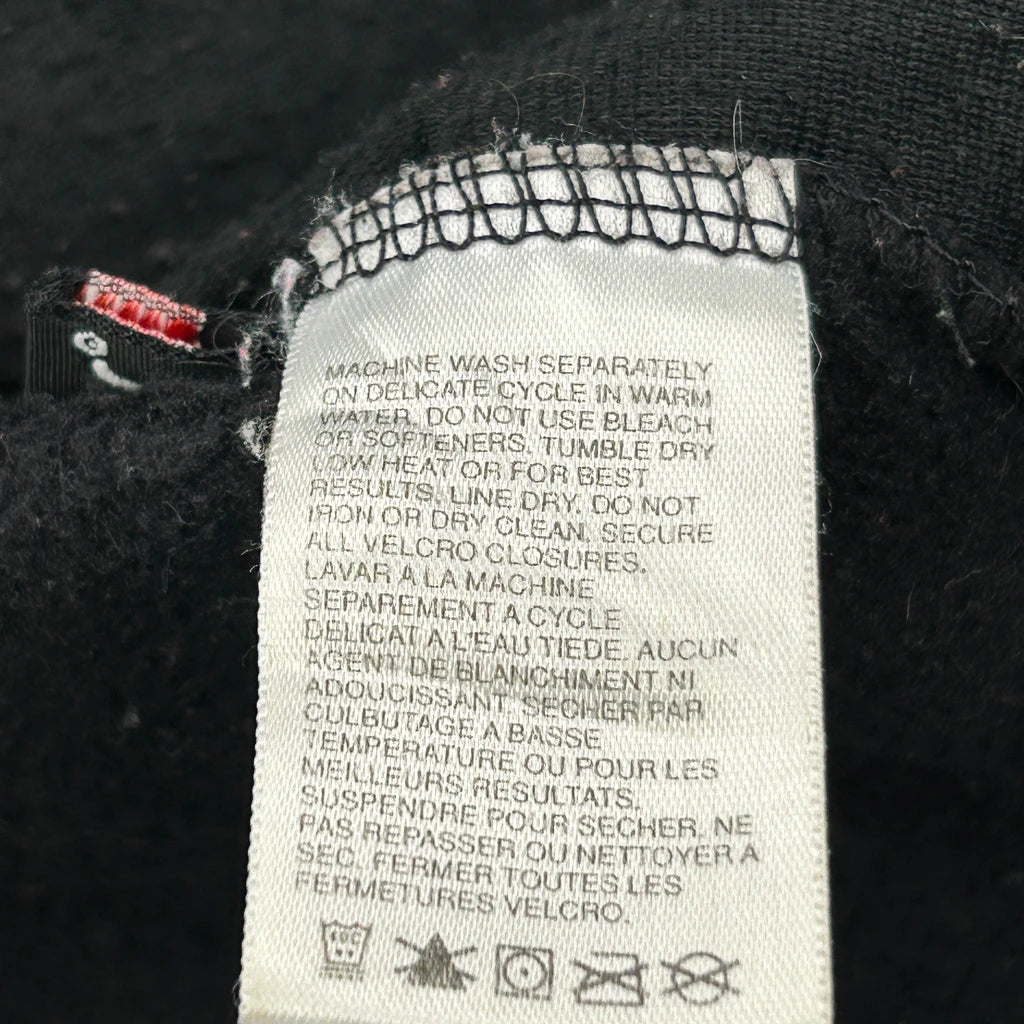 MACHINE WASH SEPARATELY
ON DELICATE CYCLE IN WARM
WATER. DO NOT USE BLEACH
OR SOFTENERS. TUMBLE DRY
LOW HEAT OR FOR BEST
RESULTS, LINE DRY. DO NOT
IRON OR DRY CLEAN. SECURE
ALL VELCRO CLOSURES.
LAVAR A LA MACHINE
SEPAREMENT A CYCLE
DELICAT A L'EAU TIEDE. AUCUN
AGENT DE BLANCHIMENT NI
ADOUCISSANT. SECHER PAR
CULBUTAGE A BASSE
TEMPERATURE OU POUR LES
MEILLEURS RESULTATS,
SUSPENDRE POUR SECHER. NE
PAS REPASSER OU NETTOYER A
SEC. FERMER TOUTES LES
FERMETURES VELCRO.